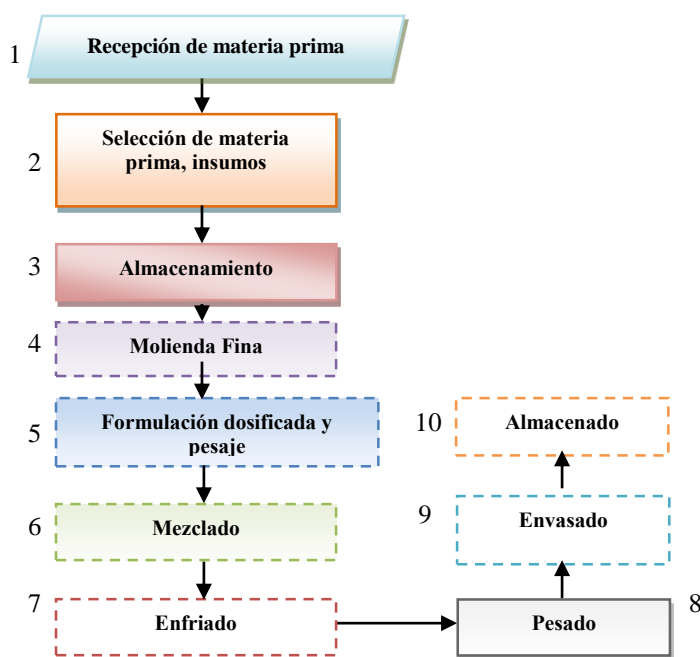 1
Recepción de materia prima
2
Selección de materia
prima, insumos
3
Almacenamiento
4
Molienda Fina
5
Formulación dosificada y
pesaje
6
Mezclado
7
Enfriado
8
Pesado
9
Envasado
10
Almacenado